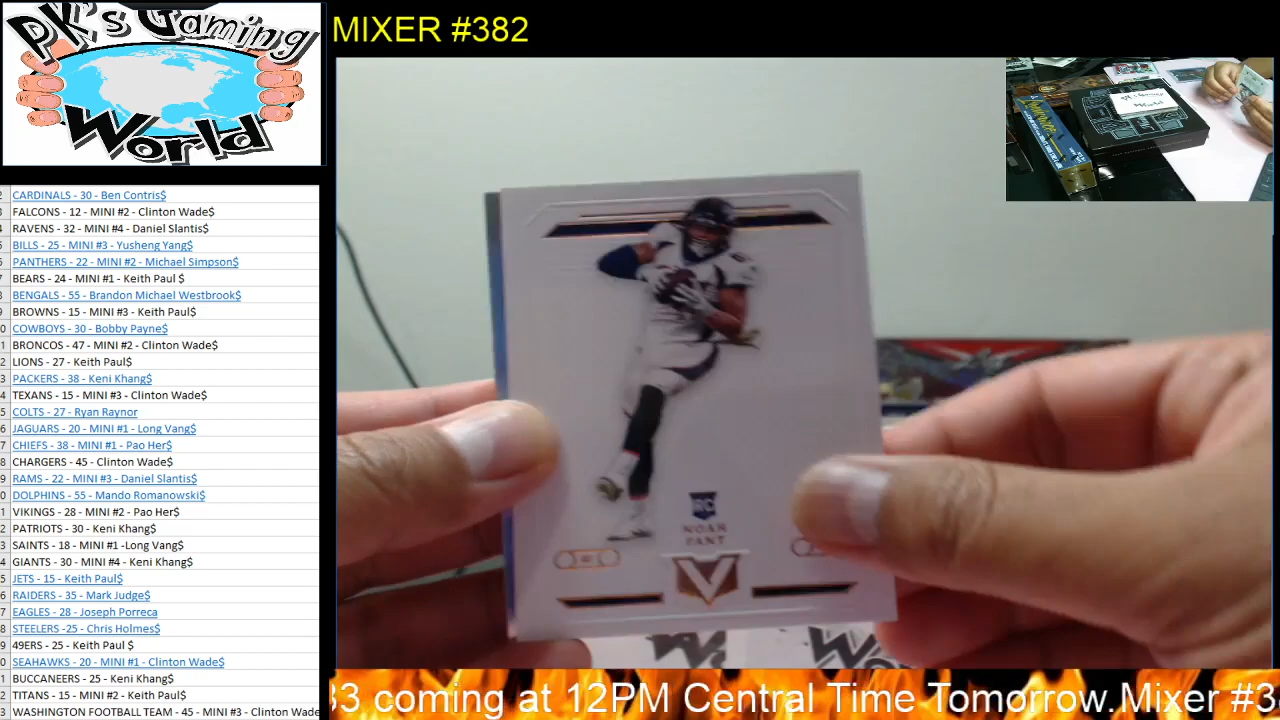 PK's Gaming
World
MIXER #382
CARDINALS - 30 - Ben Contris$
FALCONS - 12 - MINI #2 - Clinton Wade$
RAVENS - 32 - MINI #4 - Daniel Slantis$
BILLS - 25 - MINI #3 - Yusheng Yang$
PANTHERS - 22 - MINI #2 - Michael Simpson$
BEARS - 24 - MINI #1 - Keith Paul $
BENGALS - 55 - Brandon Michael Westbrook$
BROWNS - 15 - MINI #3 - Keith Paul$
COWBOYS - 30 - Bobby Payne$
BRONCOS - 47 - MINI #2 - Clinton Wade$
LIONS - 27 - Keith Paul$
PACKERS - 38 - Keni Khang$
TEXANS - 15 - MINI #3 - Clinton Wade$
COLTS - 27 - Ryan Raynor
JAGUARS - 20 - MINI #1 - Long Vang$
CHIEFS - 38 - MINI #1 - Pao Her$
CHARGERS - 45 - Clinton Wade$
RAMS - 22 - MINI #3 - Daniel Slantis$
DOLPHINS - 55 - Mando Romanowski$
VIKINGS - 28 - MINI #2 - Pao Her$
PATRIOTS - 30 - Keni Khang$
SAINTS - 18 - MINI #1 -Long Vang$
GIANTS - 30 - MINI #4 - Keni Khang$
JETS - 15 - Keith Paul$
RAIDERS - 35 - Mark Judge$
EAGLES - 28 - Joseph Porreca
STEELERS -25 - Chris Holmes$
49ERS - 25 - Keith Paul $
SEAHAWKS - 20 - MINI #1 - Clinton Wade$
BUCCANEERS - 25 - Keni Khang$
TITANS - 15 - MINI #2 - Keith Paul$
WASHINGTON FOOTBALL TEAM - 45 - MINI #3 - Clinton Wade
RC
NOAH
FANT
V
33 coming at 12PM Central Time Tomorrow.Mixer #3